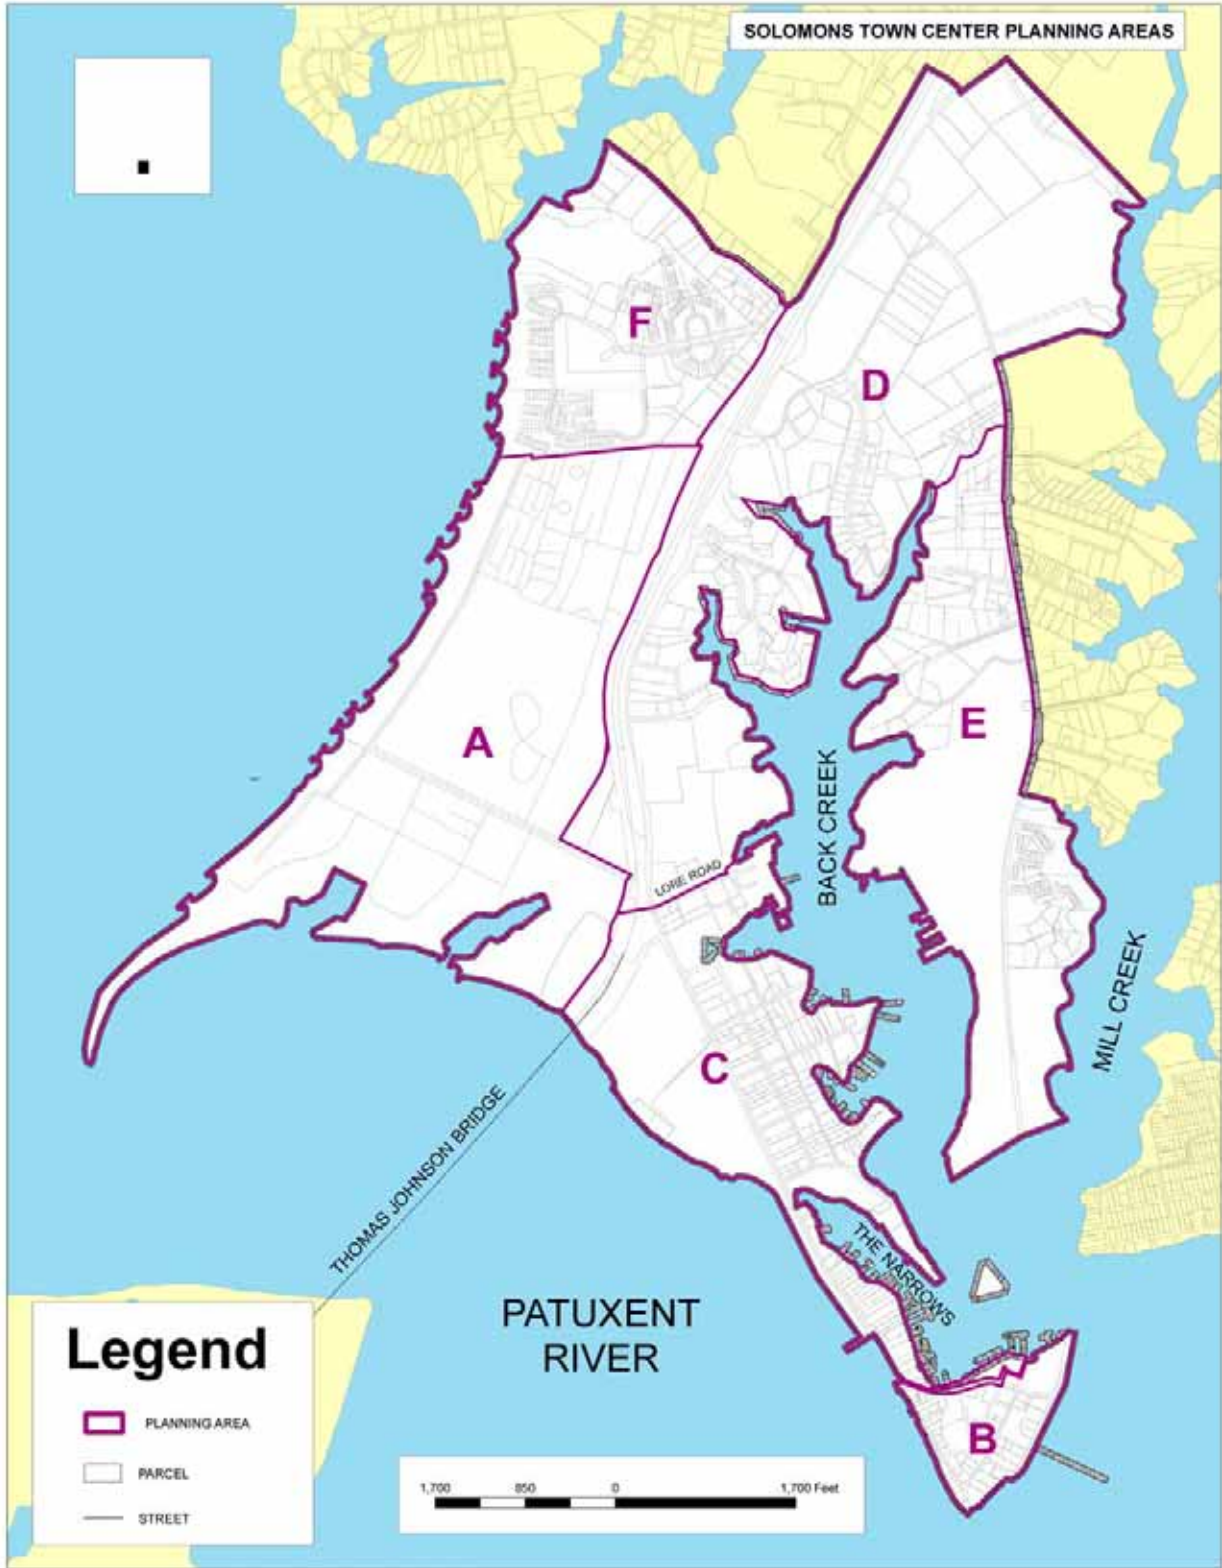 SOLOMONS TOWN CENTER PLANNING AREAS
F
D
A
E
BACK CREEK
LORE ROAD
MILL CREEK
C
THOMAS JOHNSON BRIDGE
THE NARROWS
PATUXENT
RIVER
B
Legend
PLANNING AREA
PARCEL
STREET
1,700 850 0 1,700 Feet